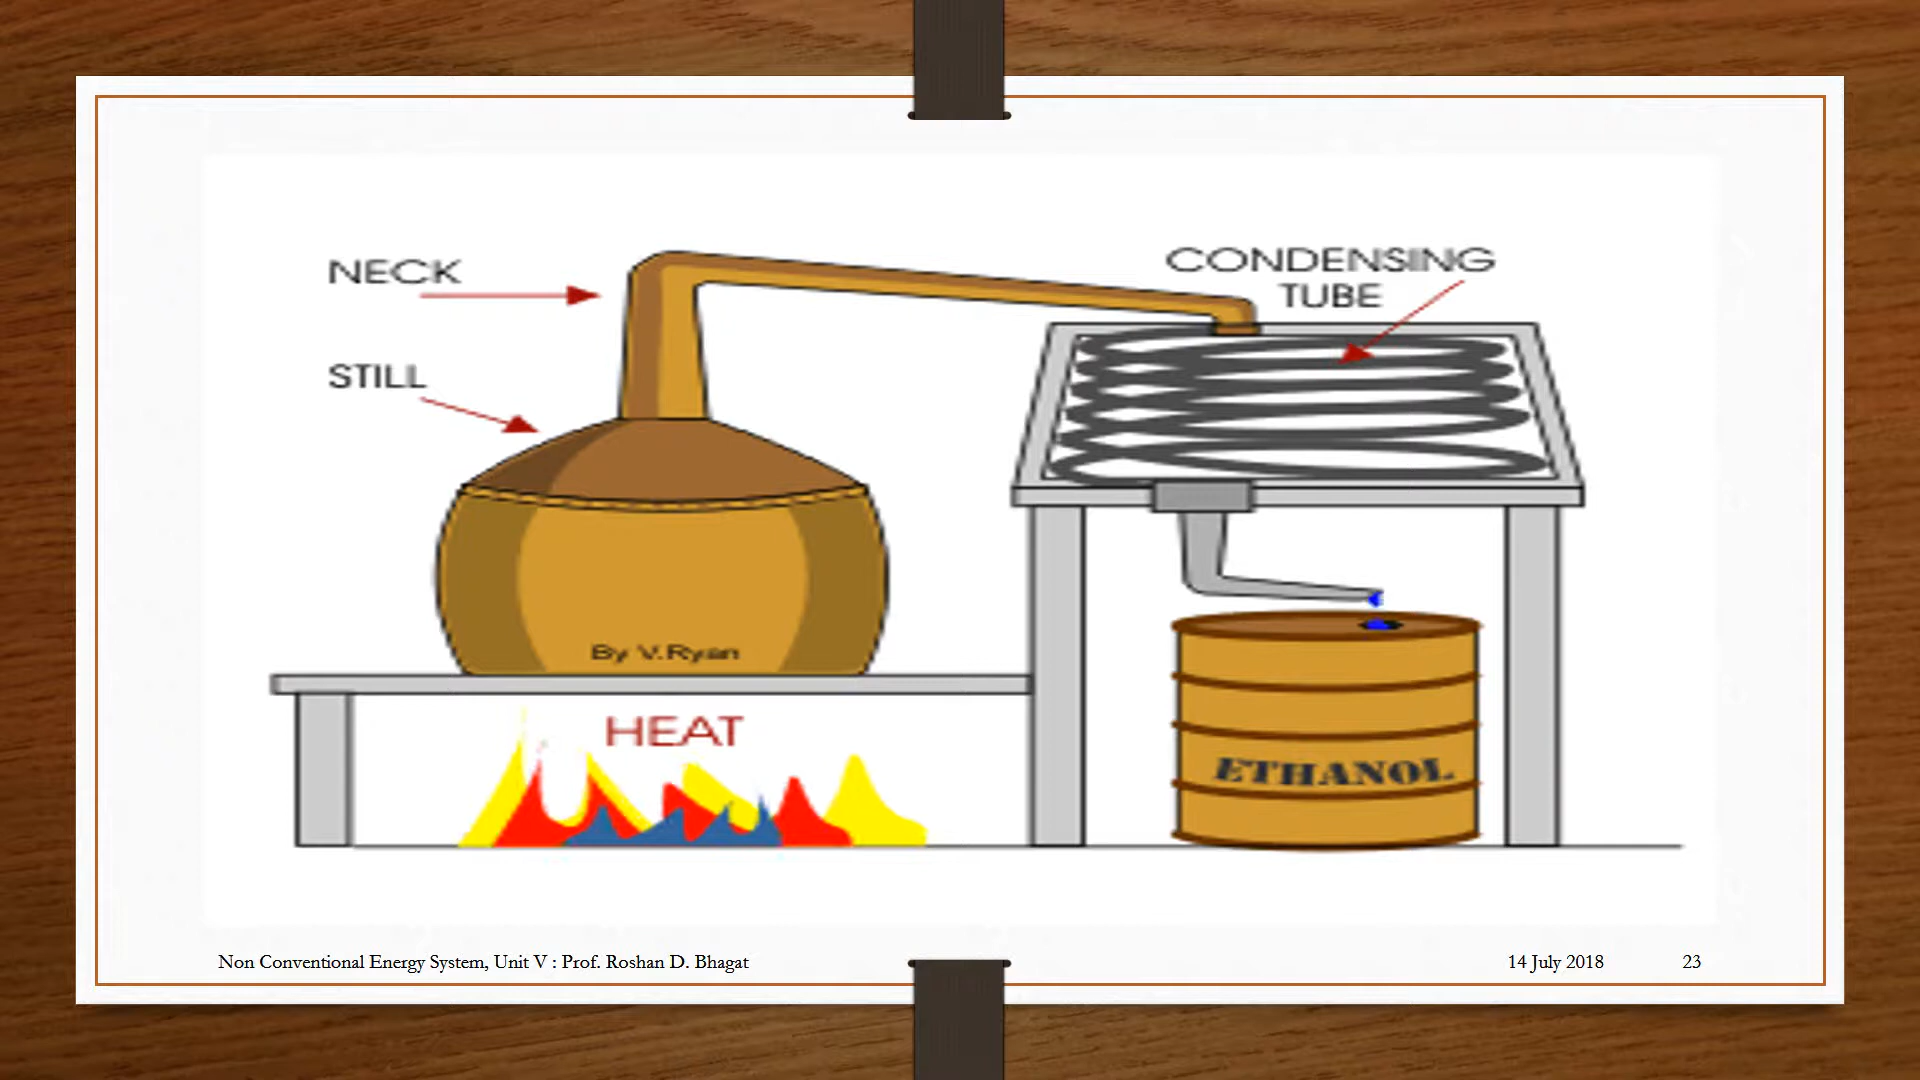 NECK
CONDENSING
TUBE
STILL
By V.Ryan
HEAT
ETHANOL
Non Conventional Energy System, Unit V : Prof. Roshan D. Bhagat
14 July 2018
23